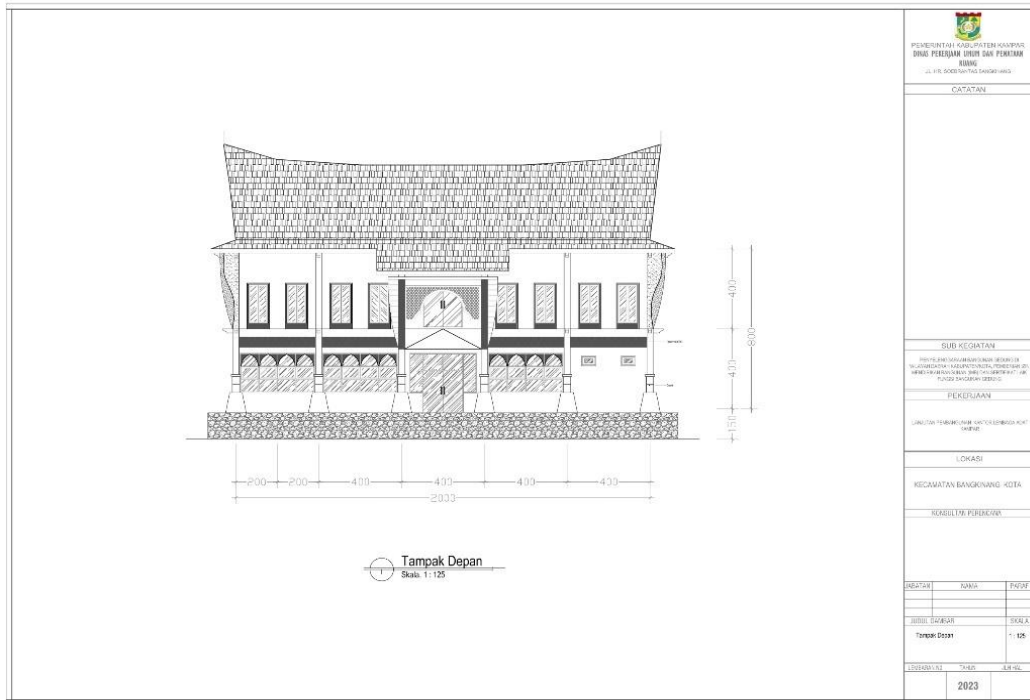 PEMERINTAH KABUPATEN KAMPAR
DINAS PEKERJAAN UMUM DAN PENATAAN
RUANG
CATATAN
400
800
400
150
200 200 400 400 400 400
2000
Tampak Depan
Skala. 1 : 125
1
SUB KEGIATAN
PEKERJAAN
LOKASI
KECAMATAN BANGKINANG KOTA
KONSULTAN PERENCANA
JABATAN NAMA PARAF
JUDUL GAMBAR SKALA
Tampak Depan 1 : 125
TAHUN
2023